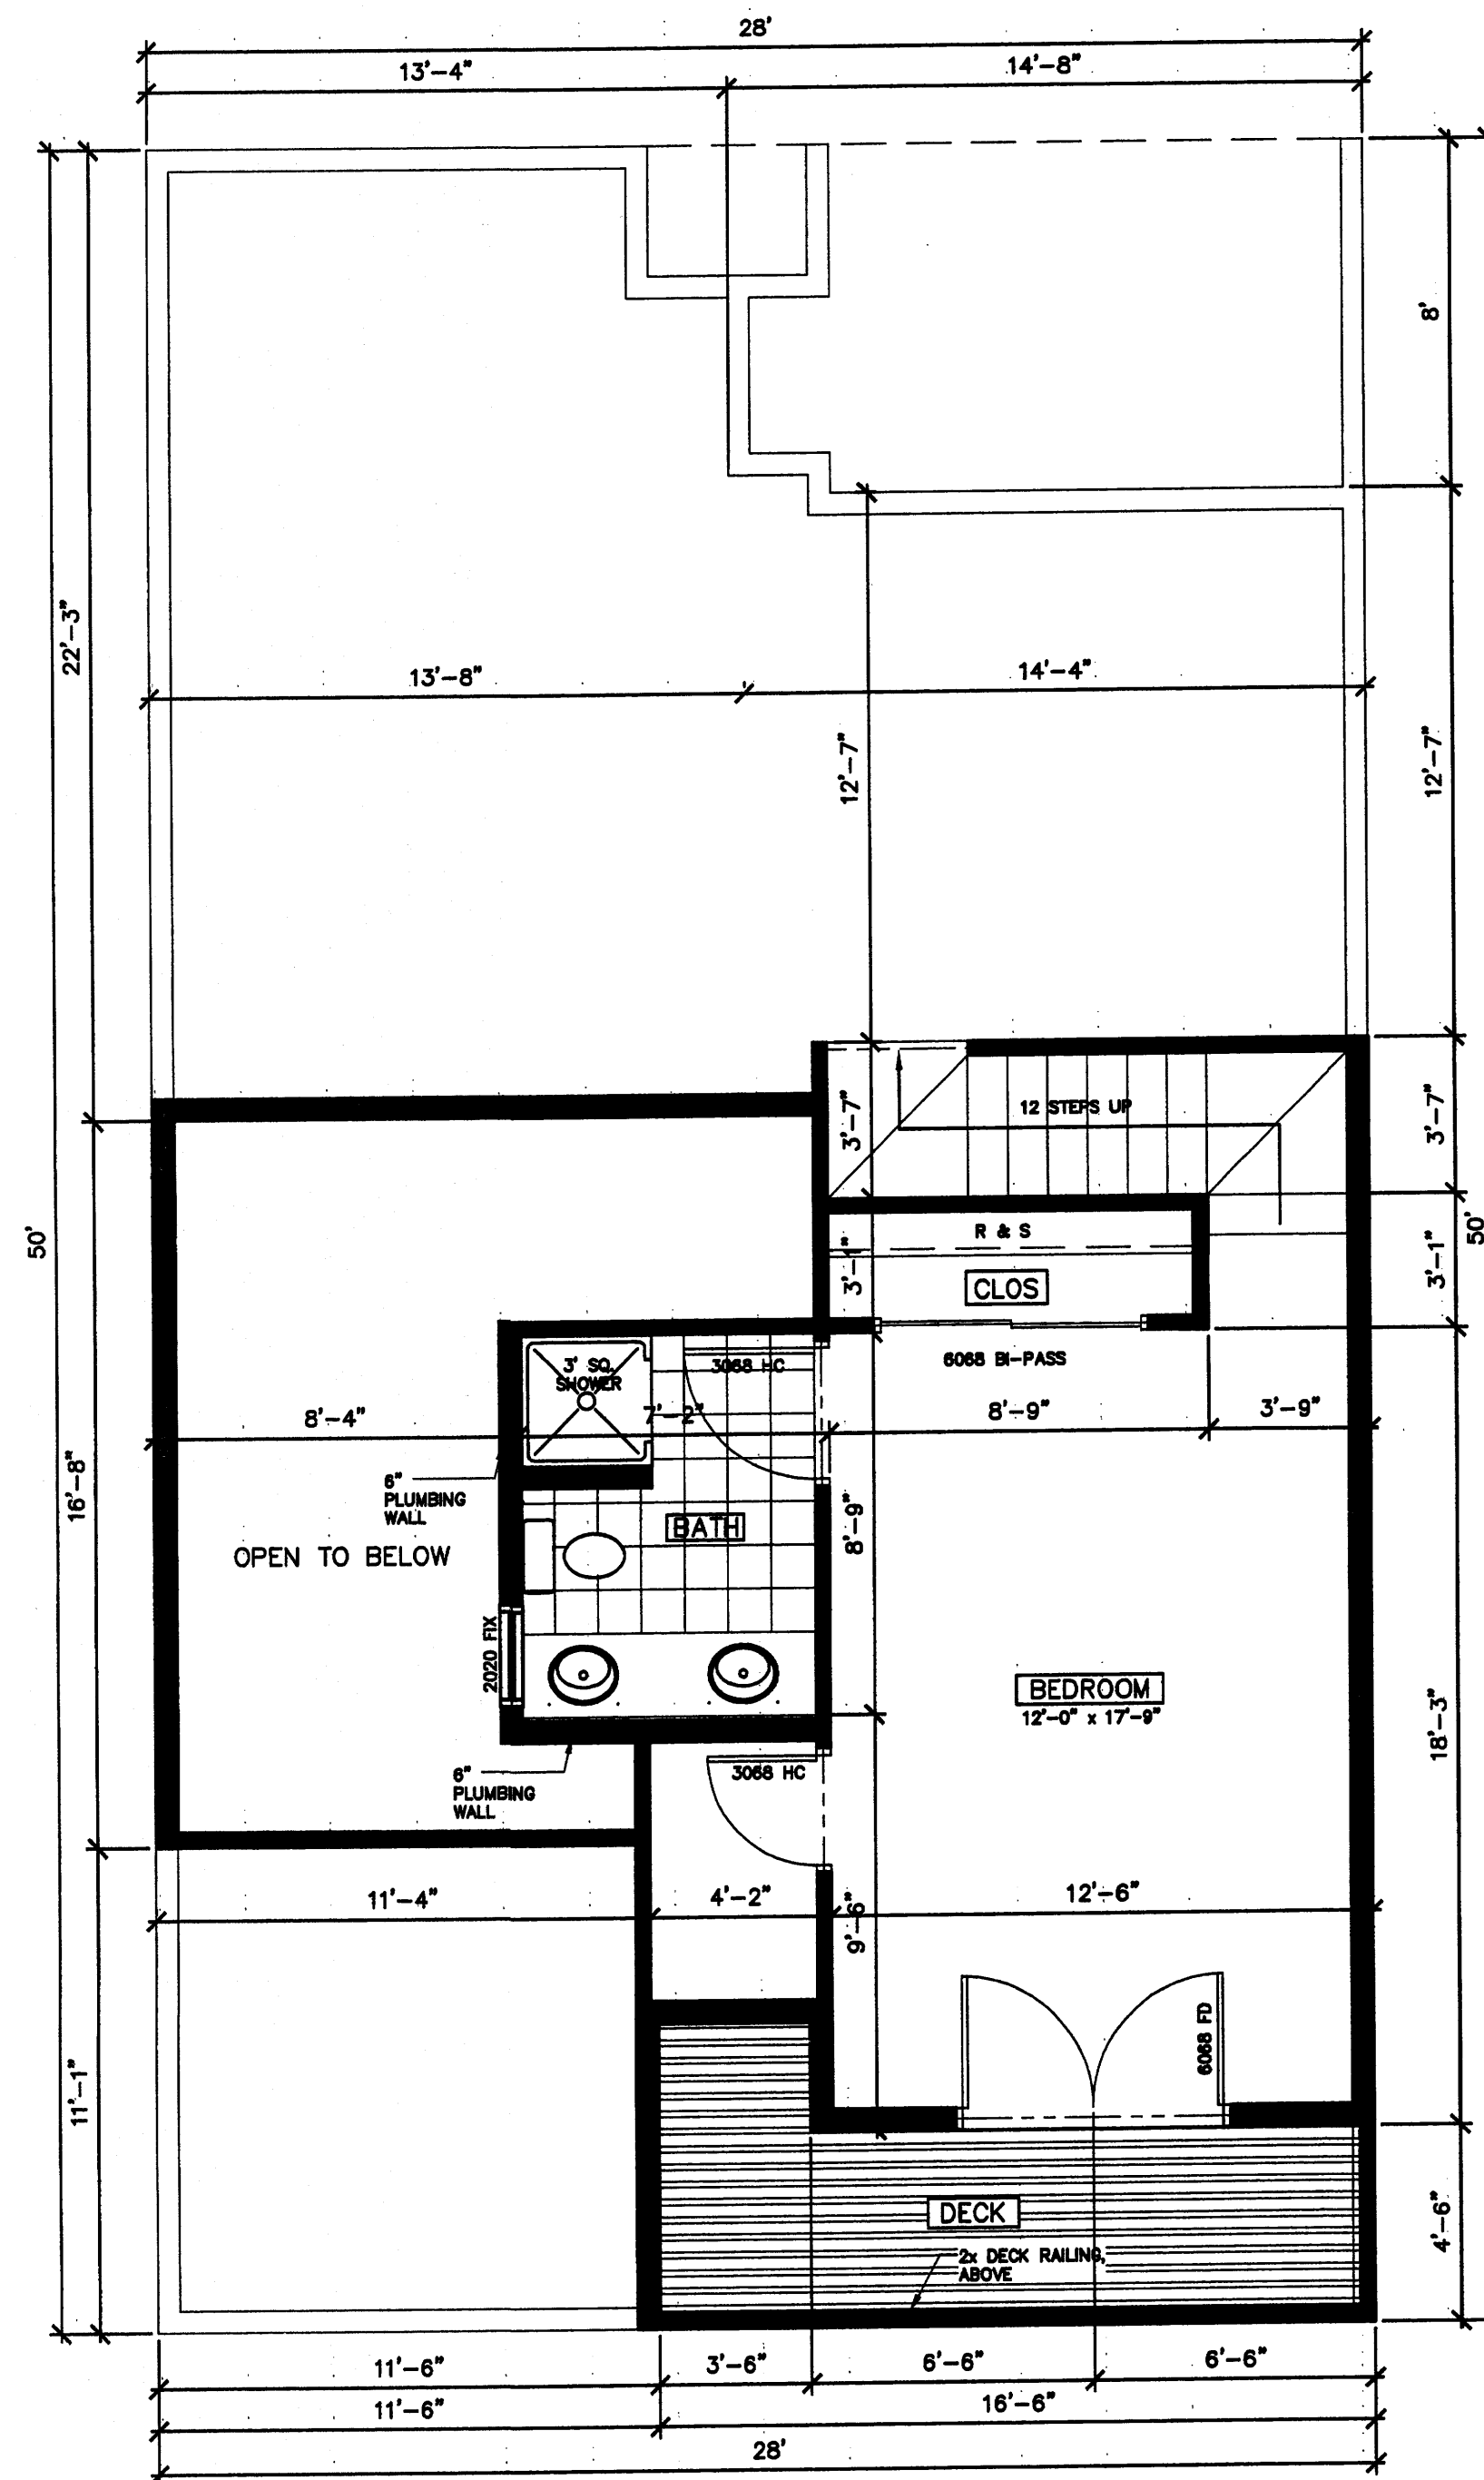 28'
13'-4"
14'-8"
8'
22'-3"
13'-8"
14'-4"
12'-7"
12'-7"
3'-7"
12 STEPS UP
3'-7"
50'
R & S
3'-1"
CLOS
3'-1"
50'
3' SQ.
SHOWER
3068 HC
6068 BI-PASS
8'-4"
7'-2"
8'-9"
3'-9"
16'-8"
6"
PLUMBING
WALL
BATH
8'-9"
OPEN TO BELOW
2020 FIX
BEDROOM
12'-0" x 17'-9"
18'-3"
6"
PLUMBING
WALL
3068 HC
11'-4"
4'-2"
12'-6"
9'-6"
6068 FD
11'-1"
DECK
4'-6"
2x DECK RAILING,
ABOVE
11'-6"
3'-6"
6'-6"
6'-6"
11'-6"
16'-6"
28'